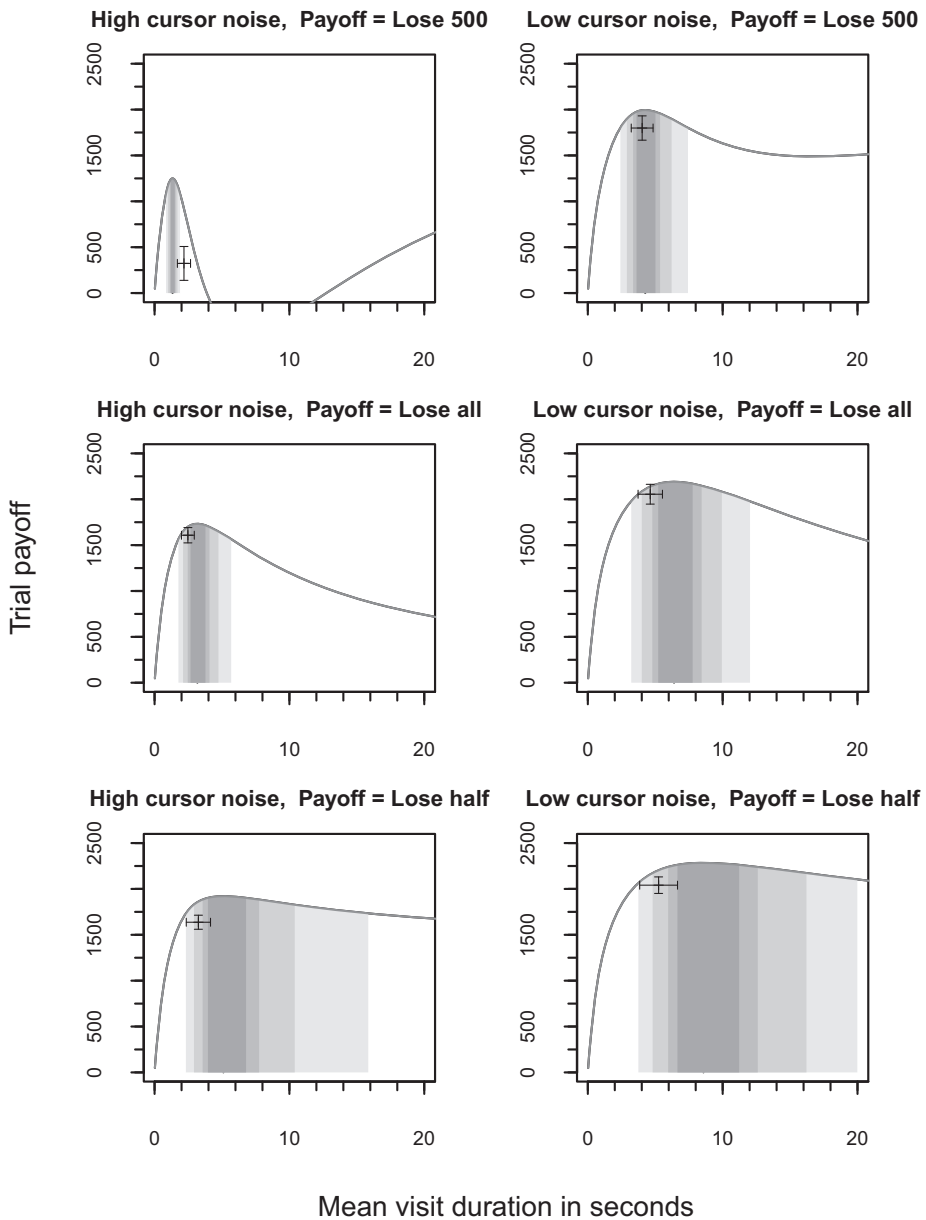 High cursor noise,  Payoff = Lose 500
Low cursor noise,  Payoff = Lose 500
2500
1500
500
0
0 10 20
2500
1500
500
0
0 10 20
High cursor noise,  Payoff = Lose all
Low cursor noise,  Payoff = Lose all
2500
1500
500
0
0 10 20
2500
1500
500
0
0 10 20
Trial payoff
High cursor noise,  Payoff = Lose half
Low cursor noise,  Payoff = Lose half
2500
1500
500
0
0 10 20
2500
1500
500
0
0 10 20
Mean visit duration in seconds